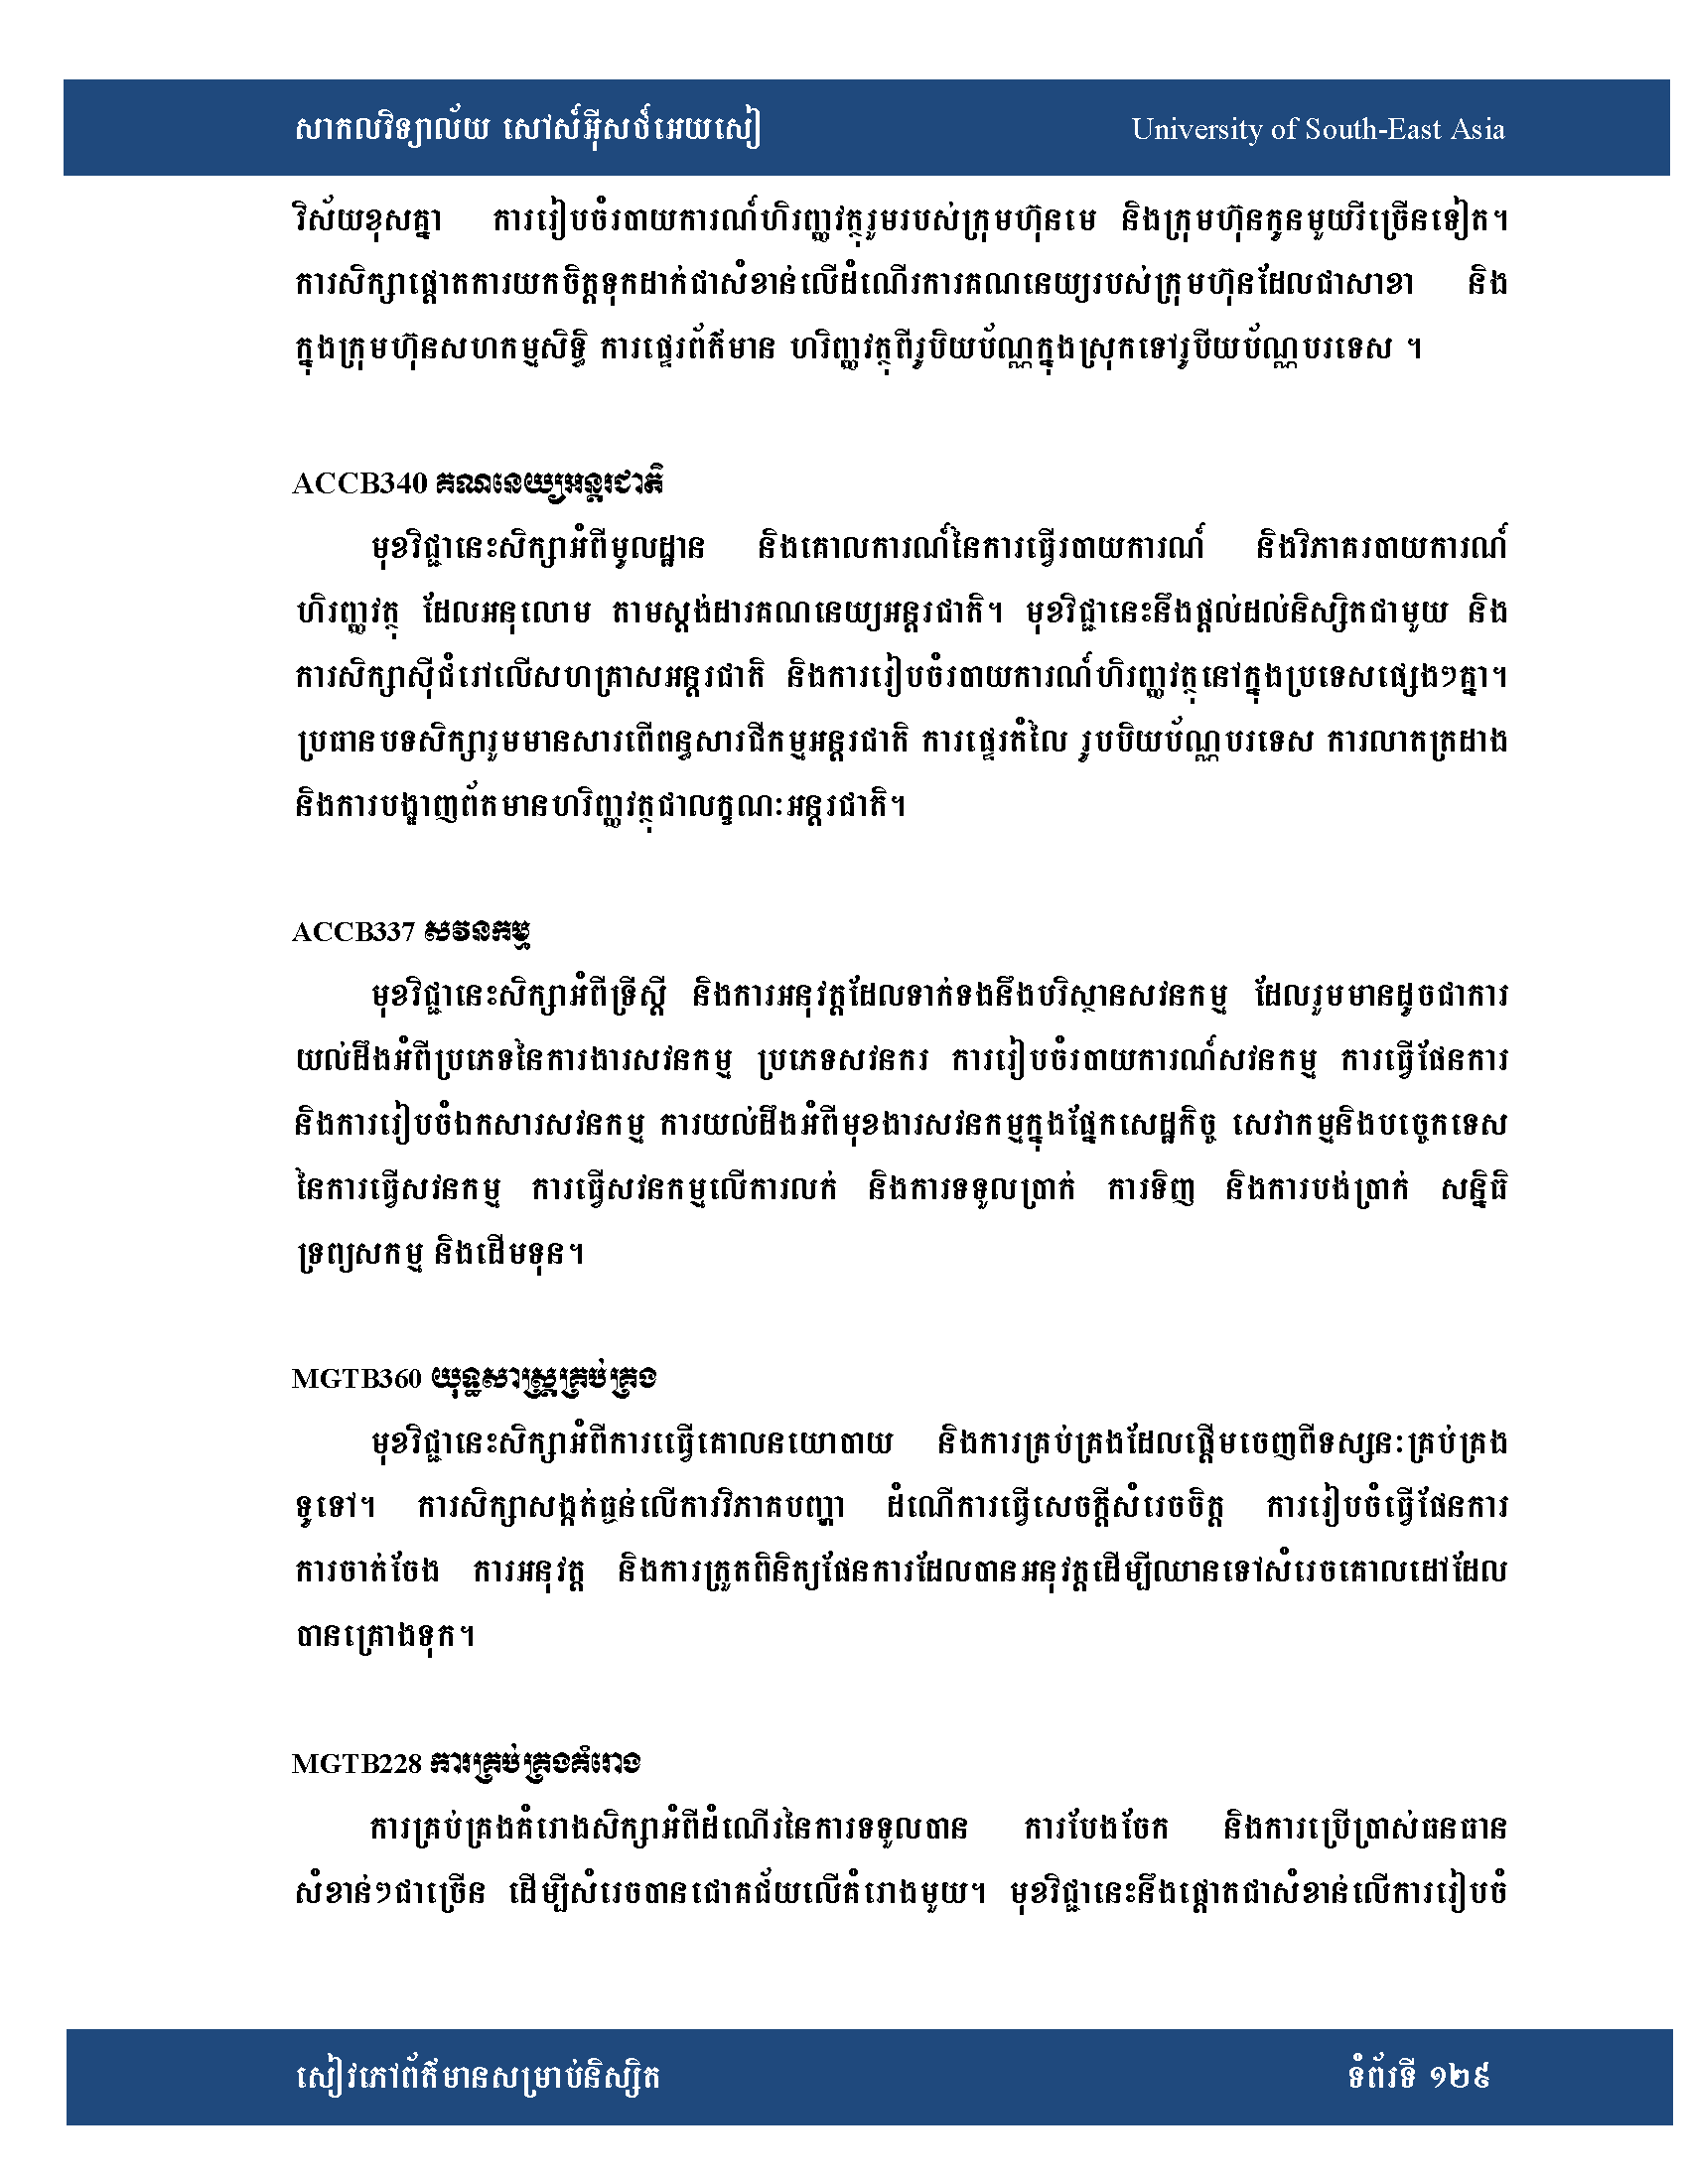 សាកលវិទ្យាល័យ សៅស៍អ៊ីសថ៍អេយសៀ
University of South-East Asia
វិស័យខុសគ្នា ការរៀបចំរបាយការណ៍ហិរញ្ញវត្ថុរួមរបស់ក្រុមហ៊ុនមេ និងក្រុមហ៊ុនកូនមួយរឺច្រើនទៀត។
ការសិក្សាផ្តោតការយកចិត្តទុកដាក់ជាសំខាន់លើដំណើរការគណនេយ្យរបស់ក្រុមហ៊ុនដែលជាសាខា និង
ក្នុងក្រុមហ៊ុនសហកម្មសិទ្ធិ ការផ្ទេរព័ត៌មាន ហរិញ្ញវត្ថុពីរូបិយប័ណ្ណក្នុងស្រុកទៅរូបីយប័ណ្ណបរទេស ។
ACCB340 គណនេយ្យអន្តរជាតិ
មុខវិជ្ជានេះសិក្សាអំពីមូលដ្ឋាន និងគោលការណ៍នៃការធ្វើរបាយការណ៍ និងវិភាគរបាយការណ៍
ហិរញ្ញវត្ថុ ដែលអនុលោម តាមស្តង់ដារគណនេយ្យអន្តរជាតិ។ មុខវិជ្ជានេះនឹងផ្តល់ដល់និស្សិតជាមួយ និង
ការសិក្សាស៊ីជំរៅលើសហគ្រាសអន្តរជាតិ និងការរៀបចំរបាយការណ៍ហិរញ្ញវត្ថុនៅក្នុងប្រទេសផ្សេងៗគ្នា។
ប្រធានបទសិក្សារួមមានសារពើពន្ធសារជីកម្មអន្តរជាតិ ការផ្ទេរតំលៃ រូបបិយប័ណ្ណបរទេស ការលាតត្រដាង
និងការបង្ហាញព័តមានហរិញ្ញវត្ថុជាលក្ខណៈអន្តរជាតិ។
ACCB337 សវនកម្ម
មុខវិជ្ជានេះសិក្សាអំពីទ្រឹស្តី និងការអនុវត្តដែលទាក់ទងនឹងបរិស្ថានសវនកម្ម ដែលរួមមានដូចជាការ
យល់ដឹងអំពីប្រភេទនៃការងារសវនកម្ម ប្រភេទសវនករ ការរៀបចំរបាយការណ៍សវនកម្ម ការធ្វើផែនការ
និងការរៀបចំឯកសារសវនកម្ម ការយល់ដឹងអំពីមុខងារសវនកម្មក្នុងផ្នែកសេដ្ឋកិច្ច សេវាកម្មនិងបច្ចេកទេស
នៃការធ្វើសវនកម្ម ការធ្វើសវនកម្មលើការលក់ និងការទទួលប្រាក់ ការទិញ និងការបង់ប្រាក់ សន្និធិ
ទ្រព្យសកម្ម និងដើមទុន។
MGTB360 យុទ្ធសាស្ត្រគ្រប់គ្រង
មុខវិជ្ជានេះសិក្សាអំពីការធើ្វើគោលនយោបាយ និងការគ្រប់គ្រងដែលផ្តើមចេញពីទស្សនៈគ្រប់គ្រង
ទូទៅ។ ការសិក្សាសង្កត់ធ្ងន់លើការវិភាគបញ្ហា ដំណើការធ្វើសេចក្តីសំរេចចិត្ត ការរៀបចំធ្វើផែនការ
ការចាត់ចែង ការអនុវត្ត និងការត្រួតពិនិត្យផែនការដែលបានអនុវត្តដើម្បីឈានទៅសំរេចគោលដៅដែល
បានគ្រោងទុក។
MGTB228 ការគ្រប់គ្រងគំរោង
ការគ្រប់គ្រងគំរោងសិក្សាអំពីដំណើរនៃការទទួលបាន ការបែងចែក និងការប្រើប្រាស់ធនធាន
សំខាន់ៗជាច្រើន ដើម្បីសំរេចបានជោគជ័យលើគំរោងមួយ។ មុខវិជ្ជានេះនឹងផ្តោតជាសំខាន់លើការរៀបចំ
សៀវភៅព័ត៌មានសម្រាប់និស្សិត
ទំព័រទី ១២៩